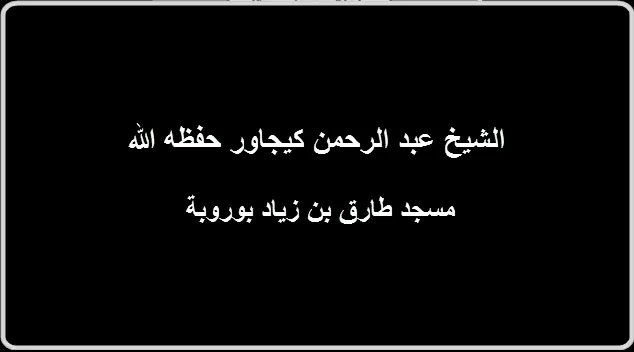 الشيخ عبد الرحمن كيجاور حفظه الله
مسجد طارق بن زياد بوروبة